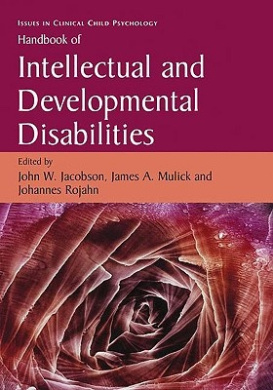 ISSUES IN CLINICAL CHILD PSYCHOLOGY
Handbook of
Intellectual and
Developmental
Disabilities
Edited by
John W. Jacobson, James A. Mulick and
Johannes Rojahn